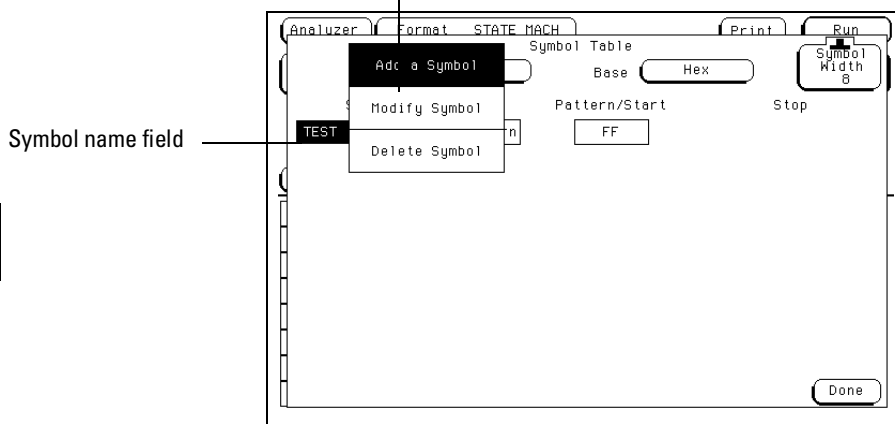 Analyzer Format STATE MACH Print Run
Symbol Table
Symbol Width 8
Add a Symbol
Base Hex
Modify Symbol
Pattern/Start Stop
TEST FF
Symbol name field
Delete Symbol
Done